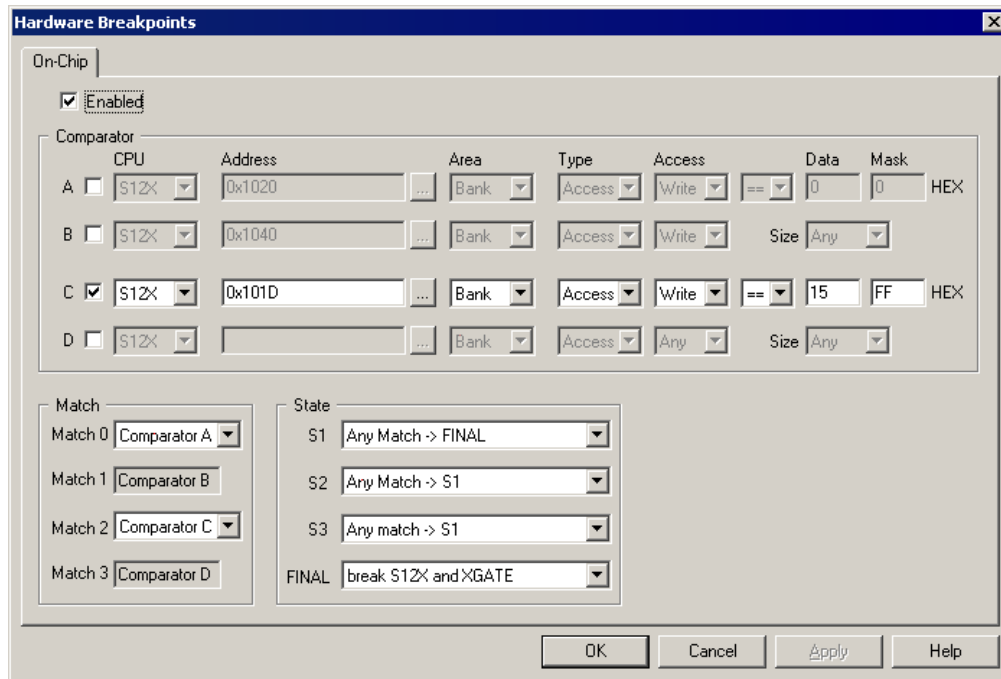 Hardware Breakpoints
On-Chip
Enabled
Comparator
CPU Address Area Type Access Data Mask
A S12X 0x1020 ... Bank Access Write == 0 0 HEX
B S12X 0x1040 ... Bank Access Write Size Any
C S12X 0x101D ... Bank Access Write == 15 FF HEX
D S12X ... Bank Access Any Size Any
Match
Match 0 Comparator A
Match 1 Comparator B
Match 2 Comparator C
Match 3 Comparator D
State
S1 Any Match -> FINAL
S2 Any Match -> S1
S3 Any match -> S1
FINAL break S12X and XGATE
OK Cancel Apply Help